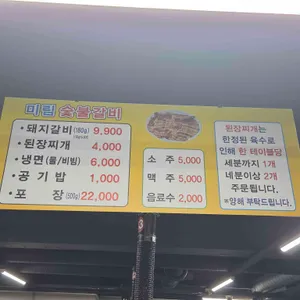 미림 숯불갈비
· 돼지갈비 (180g) 9,900
· 된장찌개 4,000
· 냉면(물/비빔) 6,000
· 공기밥 1,000
· 포장 (500g) 22,000
소주 5,000
맥주 5,000
음료수 2,000
된장찌개는
한정된 육수로
인해 한 테이블당
세분까지 1개
네분이상 2개
주문됩니다.
※양해 부탁드립니다.